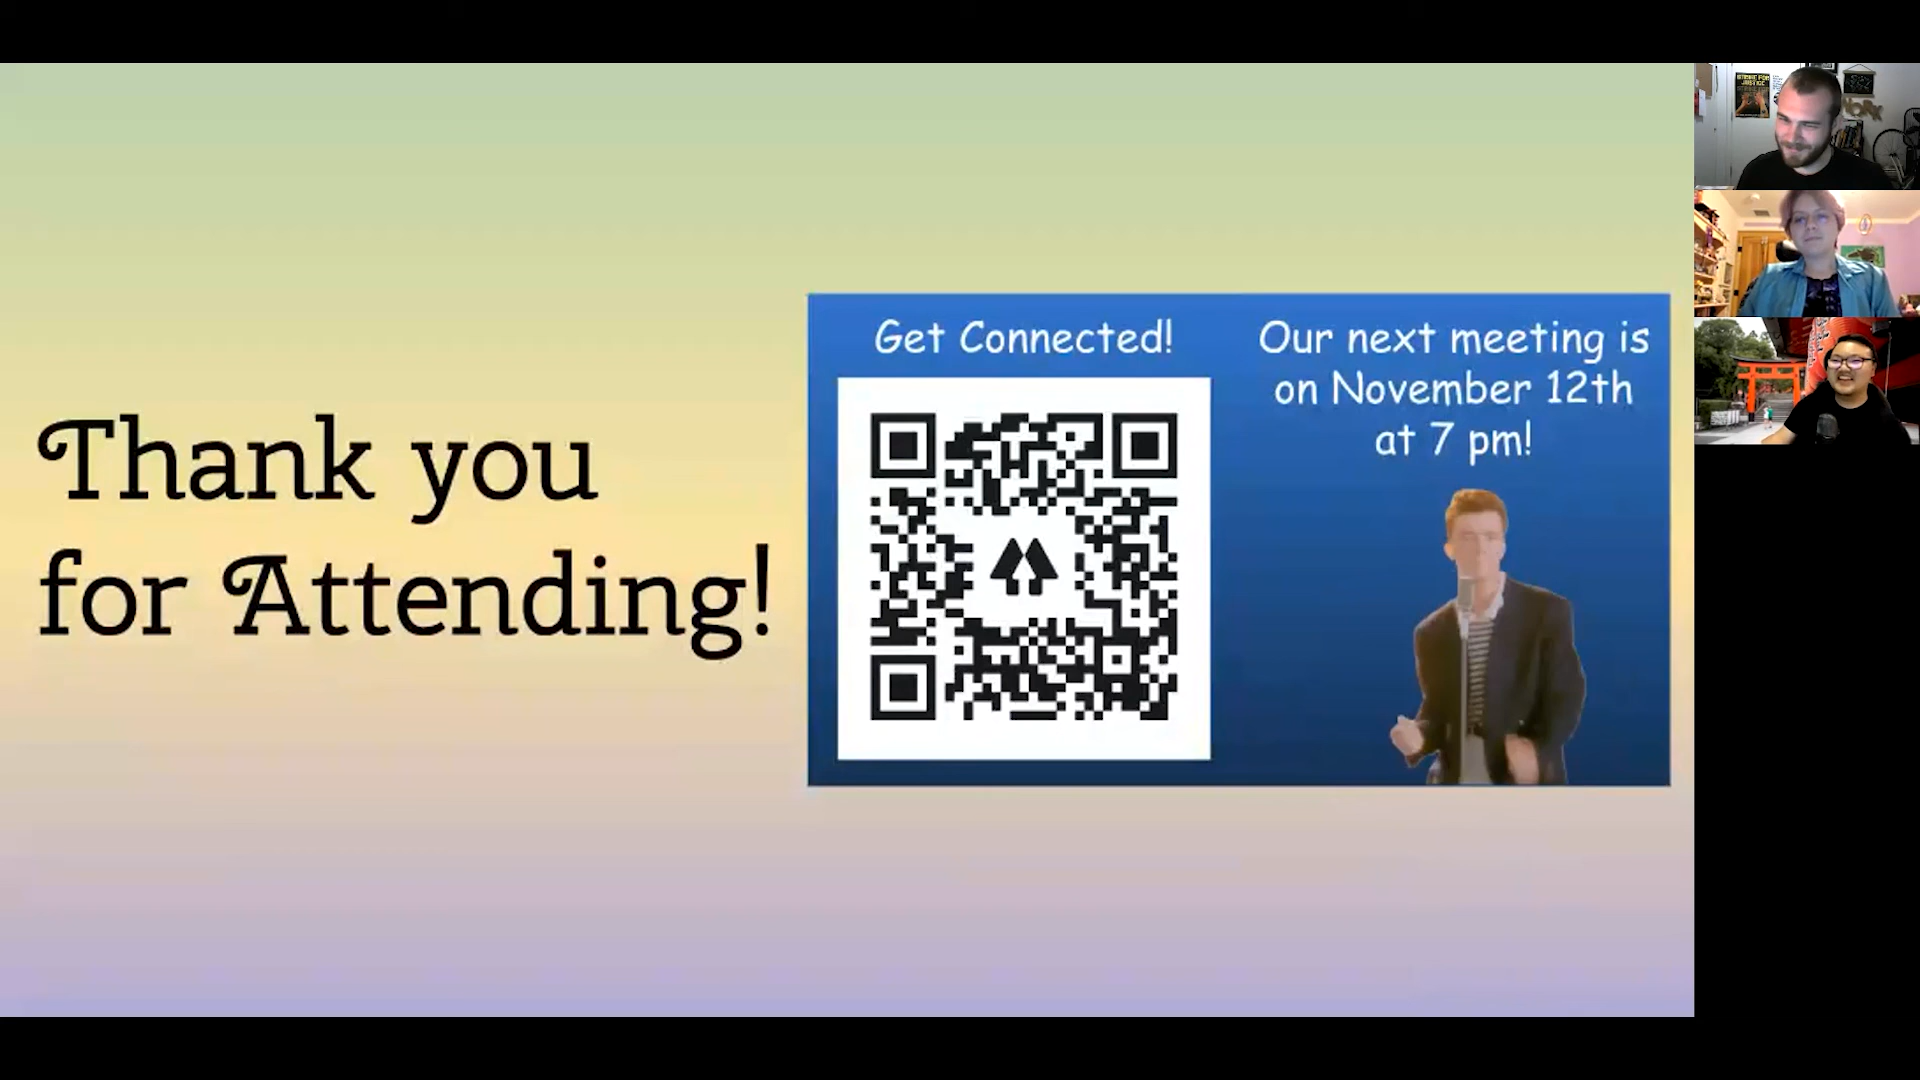 Thank you
for Attending!
Get Connected!
Our next meeting is
on November 12th
at 7 pm!